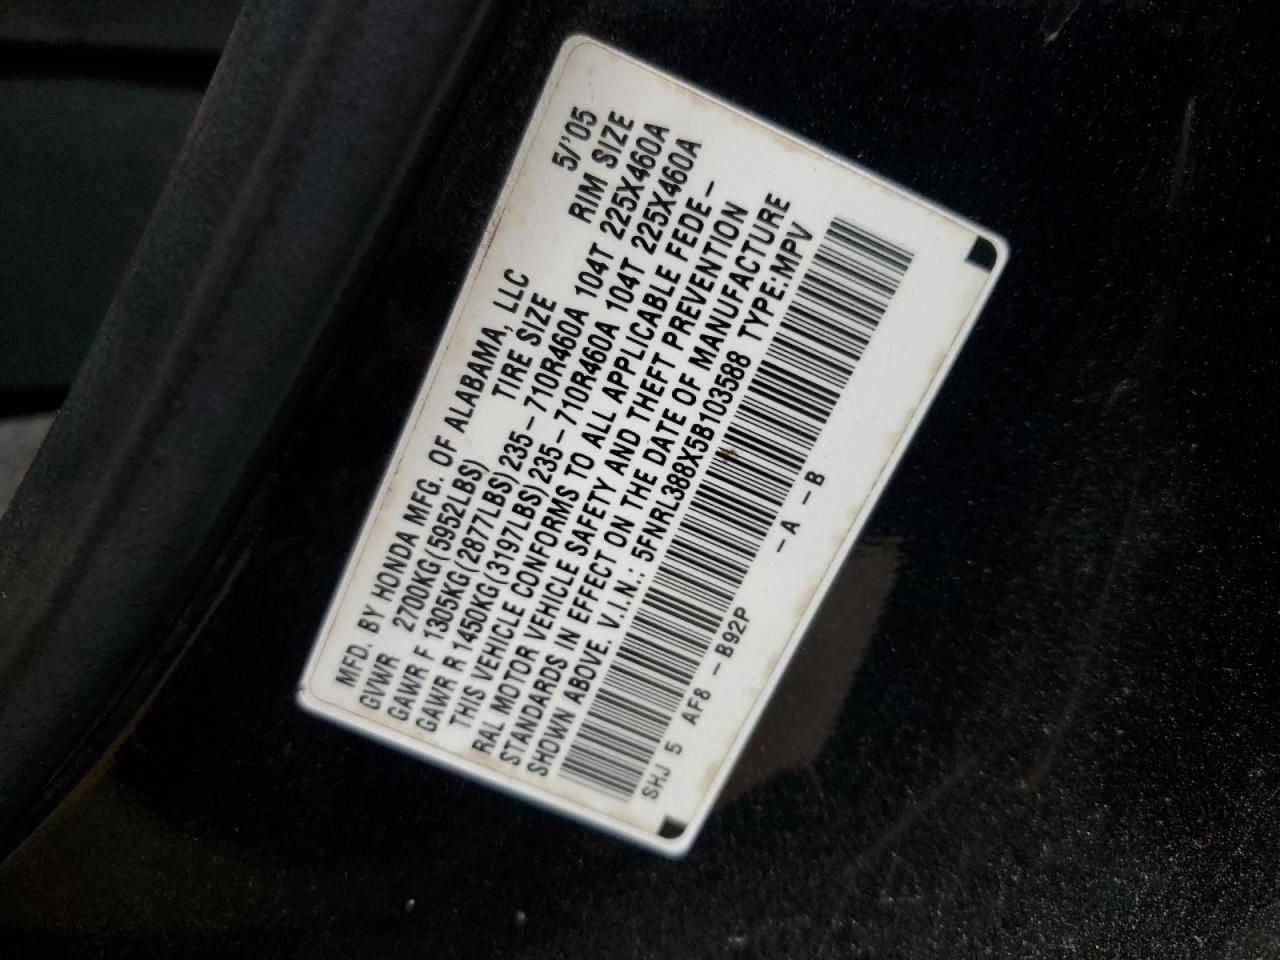 MFD. BY HONDA MFG. OF ALABAMA, LLC 5/'05
GVWR 2700KG(5952LBS) TIRE SIZE RIM SIZE
GAWR F 1305KG(2877LBS) 235-710R460A 104T 225X460A
GAWR R 1450KG(3197LBS) 235-710R460A 104T 225X460A
THIS VEHICLE CONFORMS TO ALL APPLICABLE FEDE-
RAL MOTOR VEHICLE SAFETY AND THEFT PREVENTION
STANDARDS IN EFFECT ON THE DATE OF MANUFACTURE
SHOWN ABOVE. V.I.N.: 5FNRL388X5B103588 TYPE:MPV
SHJ 5 AF8 -B92P -A -B